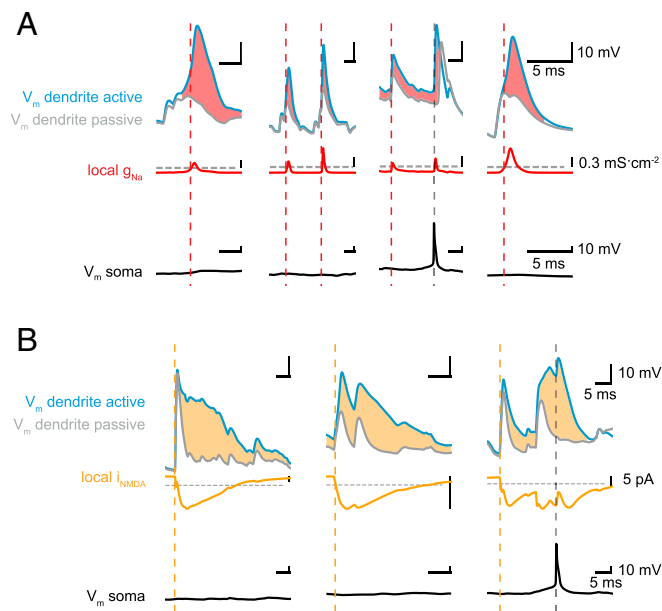 A
10 mV
5 ms
Vm dendrite active
Vm dendrite passive
local gNa
0.3 mS·cm-2
10 mV
Vm soma
5 ms
B
10 mV
5 ms
Vm dendrite active
Vm dendrite passive
local iNMDA
5 pA
10 mV
5 ms
Vm soma